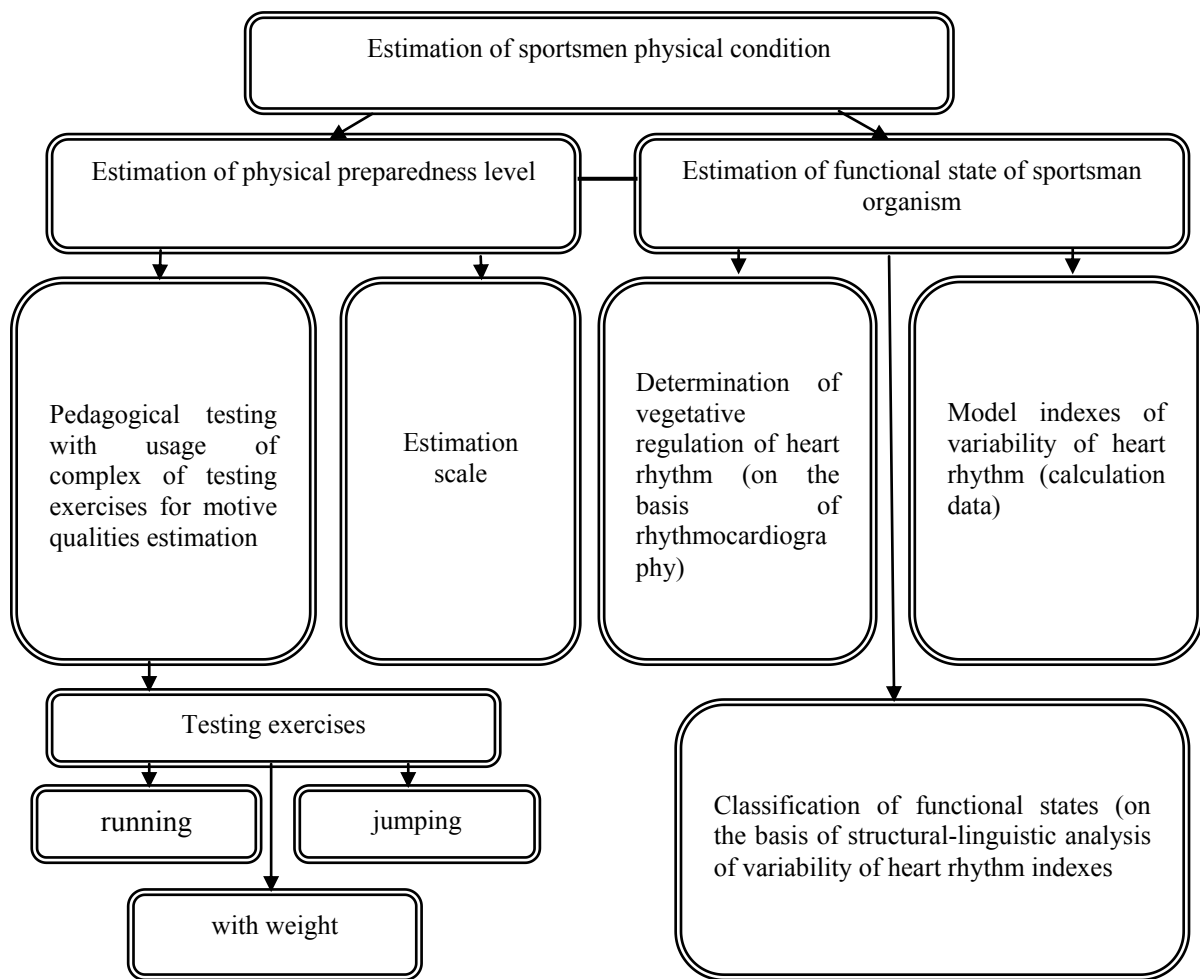 Estimation of sportsmen physical condition
Estimation of physical preparedness level
Estimation of functional state of sportsman
organism
Pedagogical testing
with usage of
complex of testing
exercises for motive
qualities estimation
Estimation
scale
Determination of
vegetative
regulation of heart
rhythm (on the
basis of
rhythmocardiogra
phy)
Model indexes of
variability of heart
rhythm (calculation
data)
Testing exercises
running
jumping
with weight
Classification of functional states (on
the basis of structural-linguistic analysis
of variability of heart rhythm indexes